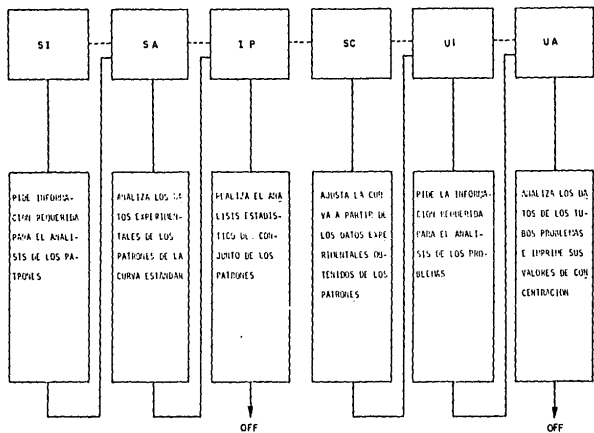 SI
SA
IP
SC
UI
UA
PIDE INFORMA-
CION REQUERIDA
PARA EL ANALI-
SIS DE LOS PA-
TRONES
ANALIZA LOS DA
TOS EXPERIMEN-
TALES DE LOS
PATRONES DE LA
CURVA ESTANDAR
REALIZA EL ANA
LISIS ESTADIS-
TICO DEL CON-
JUNTO DE LOS
PATRONES
AJUSTA LA CUR
VA A PARTIR DE
LOS DATOS EXPE
RIMENTALES OB-
TENIDOS DE LOS
PATRONES
PIDE LA INFORMA-
CION REQUERIDA
PARA EL ANALI-
SIS DE LOS PRO
BLEMAS
ANALIZA LOS DA
TOS DE LOS TU-
BOS PROBLEMAS
E IMPRIME SUS
VALORES DE CON
CENTRACION
OFF
OFF